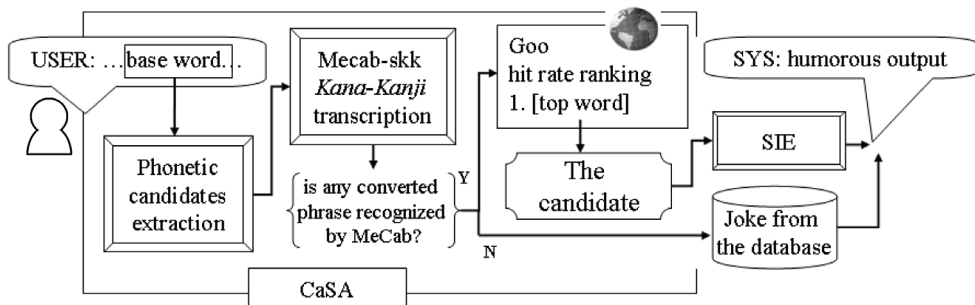 USER: …base word…
Phonetic
candidates
extraction
Mecab-skk
Kana-Kanji
transcription
is any converted
phrase recognized
by MeCab?
Y
N
Goo
hit rate ranking
1. [top word]
The
candidate
SIE
SYS: humorous output
Joke from
the database
CaSA